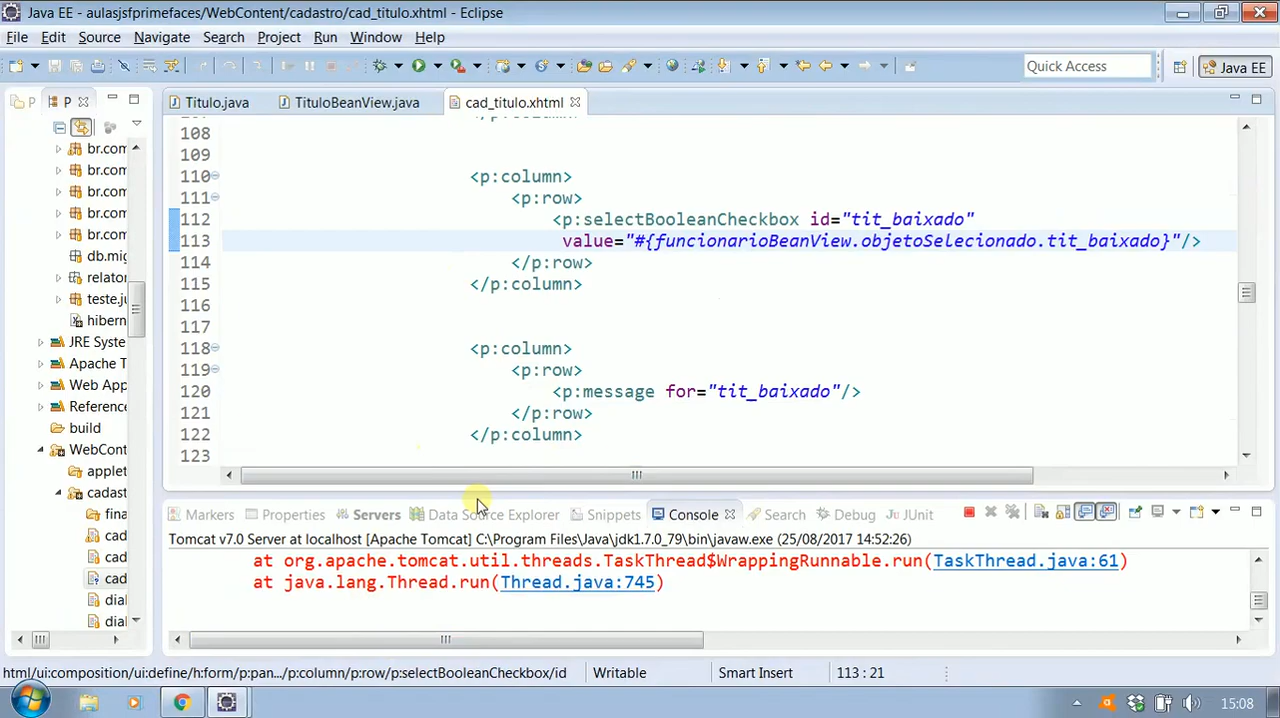 Java EE - aulasjsfprimefaces/WebContent/cadastro/cad_titulo.xhtml - Eclipse
File Edit Source Navigate Search Project Run Window Help
Quick Access
Java EE
P P
Titulo.java TituloBeanView.java cad_titulo.xhtml
108
109
110 <p:column>
111 <p:row>
112 <p:selectBooleanCheckbox id="tit_baixado"
113 value="#{funcionarioBeanView.objetoSelecionado.tit_baixado}"/>
114 </p:row>
115 </p:column>
116
117
118 <p:column>
119 <p:row>
120 <p:message for="tit_baixado"/>
121 </p:row>
122 </p:column>
123
br.com
br.com
br.com
br.com
br.com
db.mig
relator
teste.ju
hibern
JRE Syste
Apache T
Web App
Reference
build
WebCont
applet
cadast
fina
cad
cad
cad
dial
dial
Markers Properties Servers Data Source Explorer Snippets Console Search Debug JUnit
Tomcat v7.0 Server at localhost [Apache Tomcat] C:\Program Files\Java\jdk1.7.0_79\bin\javaw.exe (25/08/2017 14:52:26)
at org.apache.tomcat.util.threads.TaskThread$WrappingRunnable.run(TaskThread.java:61)
at java.lang.Thread.run(Thread.java:745)
html/ui:composition/ui:define/h:form/p:pan.../p:column/p:row/p:selectBooleanCheckbox/id Writable Smart Insert 113 : 21
15:08